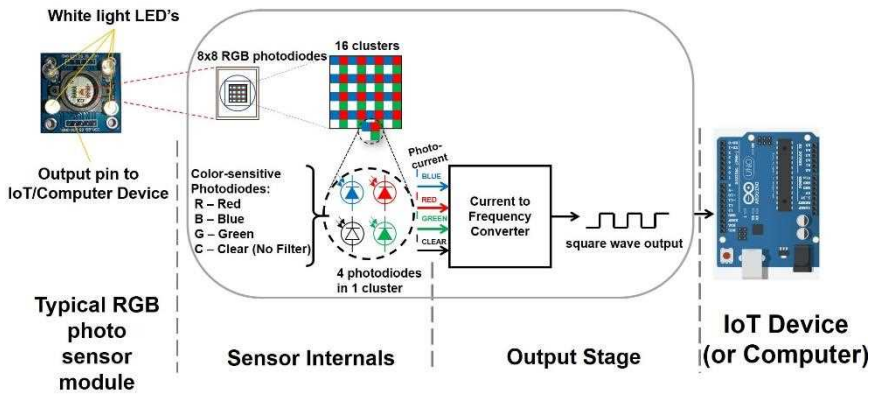 White light LED's
8x8 RGB photodiodes
16 clusters
Output pin to
IoT/Computer Device
Color-sensitive
Photodiodes:
R – Red
B – Blue
G – Green
C – Clear (No Filter)
4 photodiodes
in 1 cluster
Photo-
current
BLUE
RED
GREEN
CLEAR
Current to
Frequency
Converter
square wave output
UNO
ARDUINO
Typical RGB
photo
sensor
module
Sensor Internals
Output Stage
IoT Device
(or Computer)